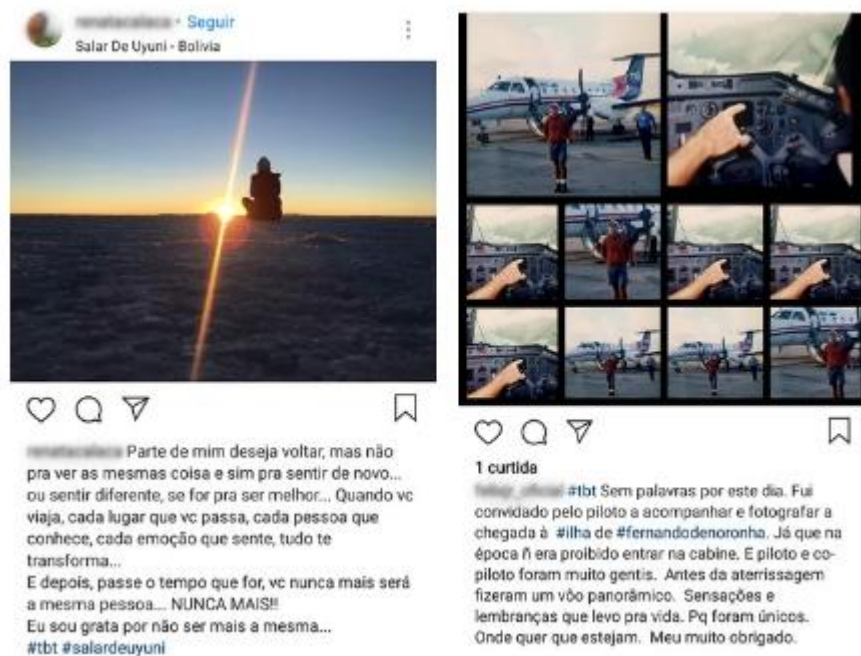 Seguir
Salar De Uyuni - Bolivia
Parte de mim deseja voltar, mas não
pra ver as mesmas coisa e sim pra sentir de novo...
ou sentir diferente, se for pra ser melhor... Quando vc
viaja, cada lugar que vc passa, cada pessoa que
conhece, cada emoção que sente, tudo te
transforma...
E depois, passe o tempo que for, vc nunca mais será
a mesma pessoa... NUNCA MAIS!!
Eu sou grata por não ser mais a mesma...
#tbt #salardeuyuni
1 curtida
#tbt Sem palavras por este dia. Fui
convidado pelo piloto a acompanhar e fotografar a
chegada à #ilha de #fernandodenoronha. Já que na
época ñ era proibido entrar na cabine. E piloto e co-
piloto foram muito gentis. Antes da aterrissagem
fizeram um vôo panorâmico. Sensações e
lembranças que levo pra vida. Pq foram únicos.
Onde quer que estejam. Meu muito obrigado.